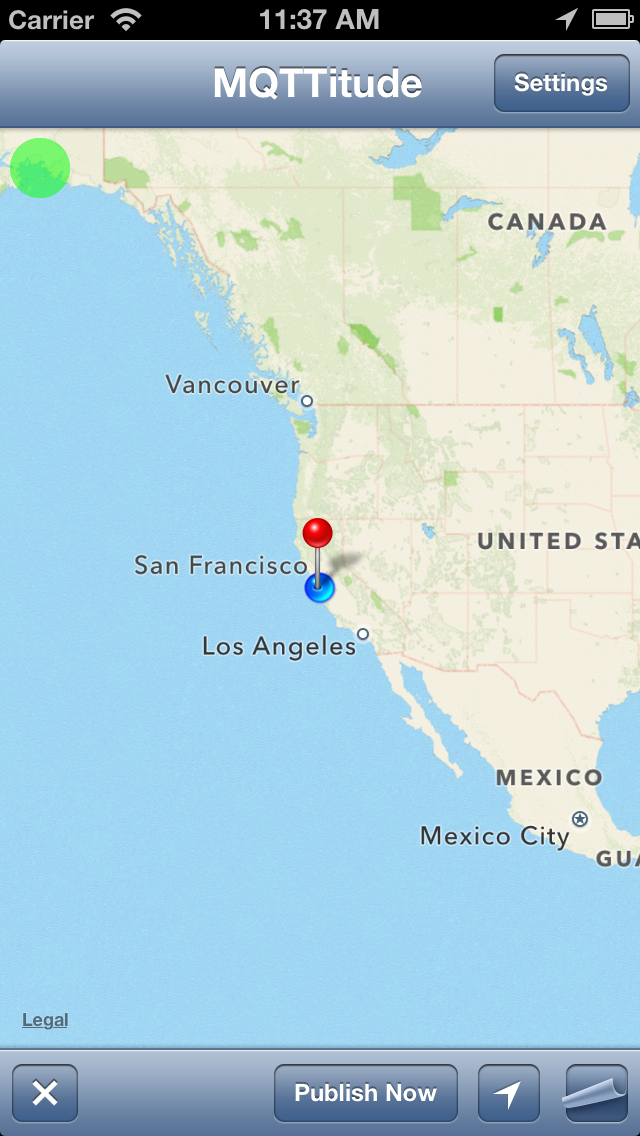 Carrier 11:37 AM
MQTTitude Settings
CANADA
Vancouver
UNITED STA
San Francisco
Los Angeles
MEXICO
Mexico City
GUA
Legal
Publish Now